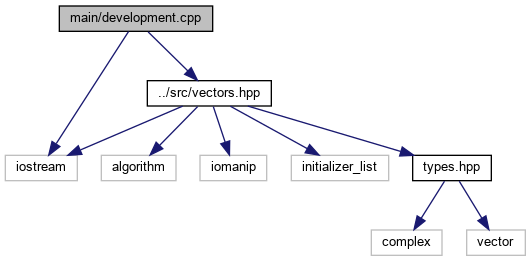 main/development.cpp
../src/vectors.hpp
iostream
algorithm
iomanip
initializer_list
types.hpp
complex
vector